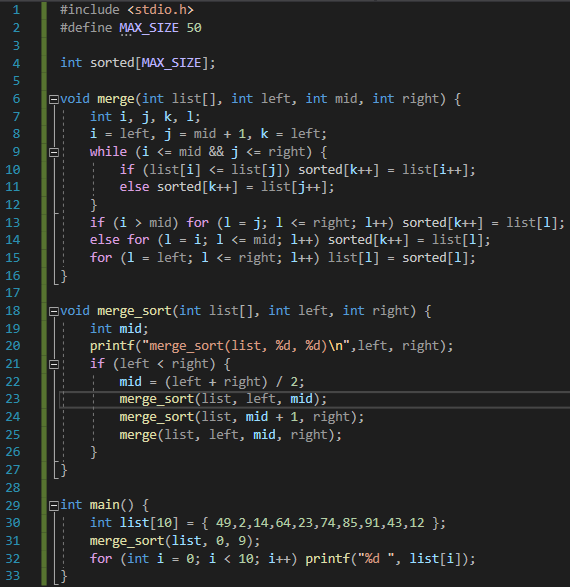 1 #include <stdio.h>
2 #define MAX_SIZE 50
3
4 int sorted[MAX_SIZE];
5
6 void merge(int list[], int left, int mid, int right) {
7 int i, j, k, l;
8 i = left, j = mid + 1, k = left;
9 while (i <= mid && j <= right) {
10 if (list[i] <= list[j]) sorted[k++] = list[i++];
11 else sorted[k++] = list[j++];
12 }
13 if (i > mid) for (l = j; l <= right; l++) sorted[k++] = list[l];
14 else for (l = i; l <= mid; l++) sorted[k++] = list[l];
15 for (l = left; l <= right; l++) list[l] = sorted[l];
16 }
17
18 void merge_sort(int list[], int left, int right) {
19 int mid;
20 printf("merge_sort(list, %d, %d)\n",left, right);
21 if (left < right) {
22 mid = (left + right) / 2;
23 merge_sort(list, left, mid);
24 merge_sort(list, mid + 1, right);
25 merge(list, left, mid, right);
26 }
27 }
28
29 int main() {
30 int list[10] = { 49,2,14,64,23,74,85,91,43,12 };
31 merge_sort(list, 0, 9);
32 for (int i = 0; i < 10; i++) printf("%d ", list[i]);
33 }